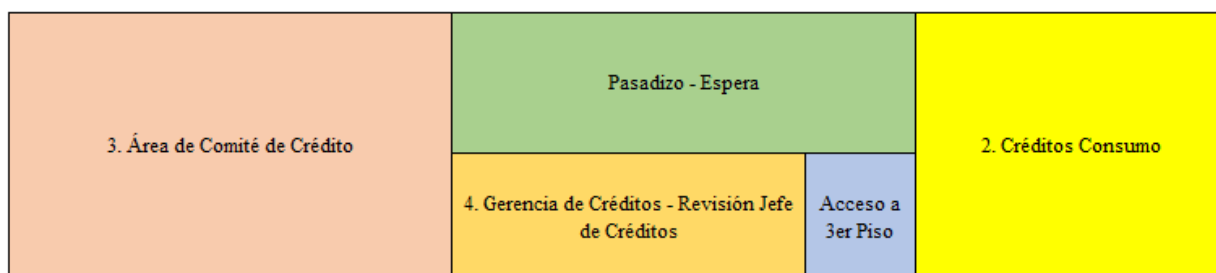 3. Área de Comité de Crédito
Pasadizo - Espera
2. Créditos Consumo
4. Gerencia de Créditos - Revisión Jefe
de Créditos
Acceso a
3er Piso